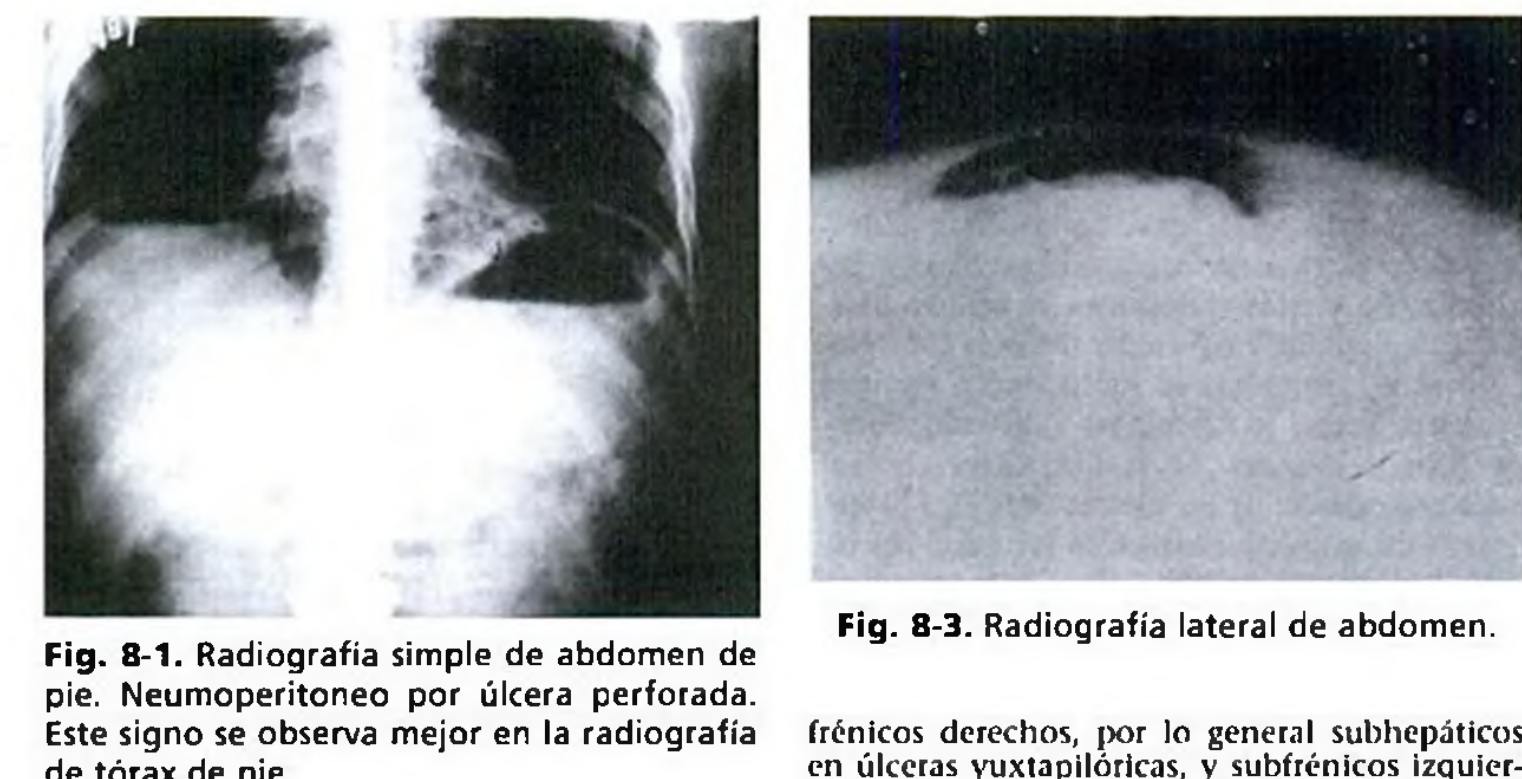 Fig. 8-1. Radiografía simple de abdomen de
pie. Neumoperitoneo por úlcera perforada.
Este signo se observa mejor en la radiografía
de tórax de pie
Fig. 8-3. Radiografía lateral de abdomen.
frénicos derechos, por lo general subhepáticos
en úlceras yuxtapilóricas, y subfrénicos izquier-